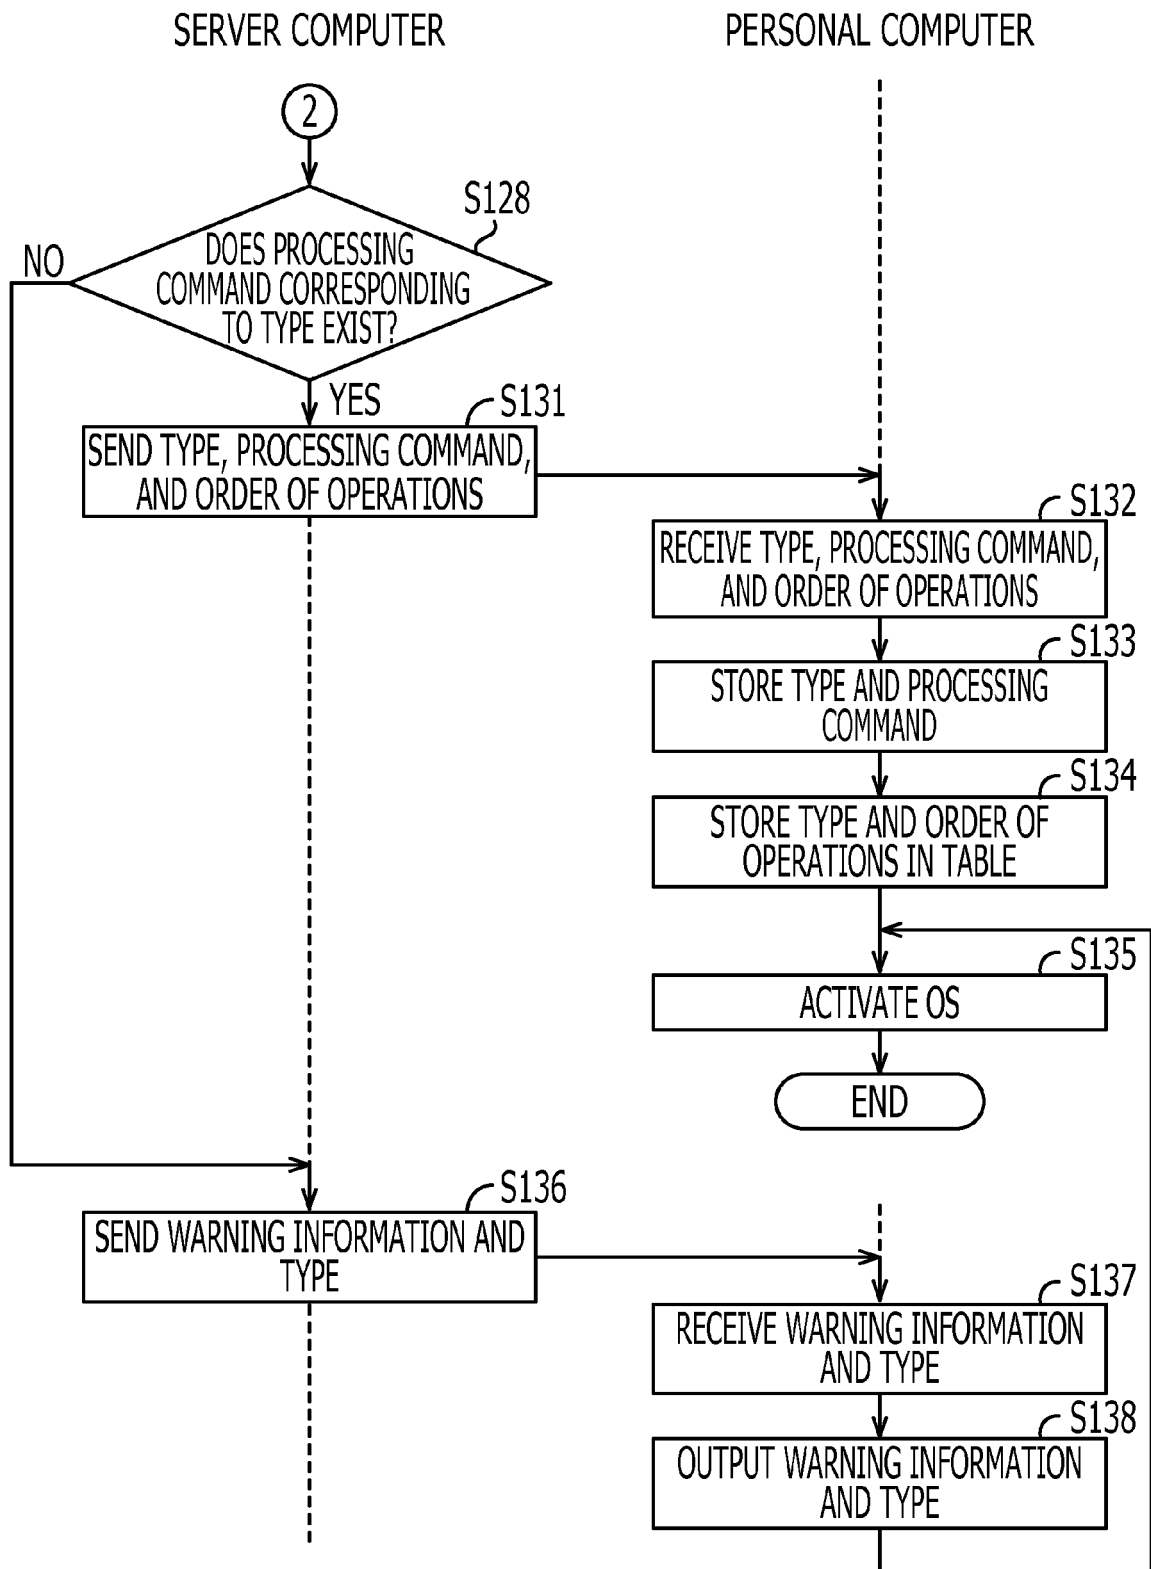 SERVER COMPUTER
PERSONAL COMPUTER
2
S128
DOES PROCESSING
COMMAND CORRESPONDING
TO TYPE EXIST?
NO
YES
S131
SEND TYPE, PROCESSING COMMAND,
AND ORDER OF OPERATIONS
S132
RECEIVE TYPE, PROCESSING COMMAND,
AND ORDER OF OPERATIONS
S133
STORE TYPE AND PROCESSING
COMMAND
S134
STORE TYPE AND ORDER OF
OPERATIONS IN TABLE
S135
ACTIVATE OS
END
S136
SEND WARNING INFORMATION AND
TYPE
S137
RECEIVE WARNING INFORMATION
AND TYPE
S138
OUTPUT WARNING INFORMATION
AND TYPE